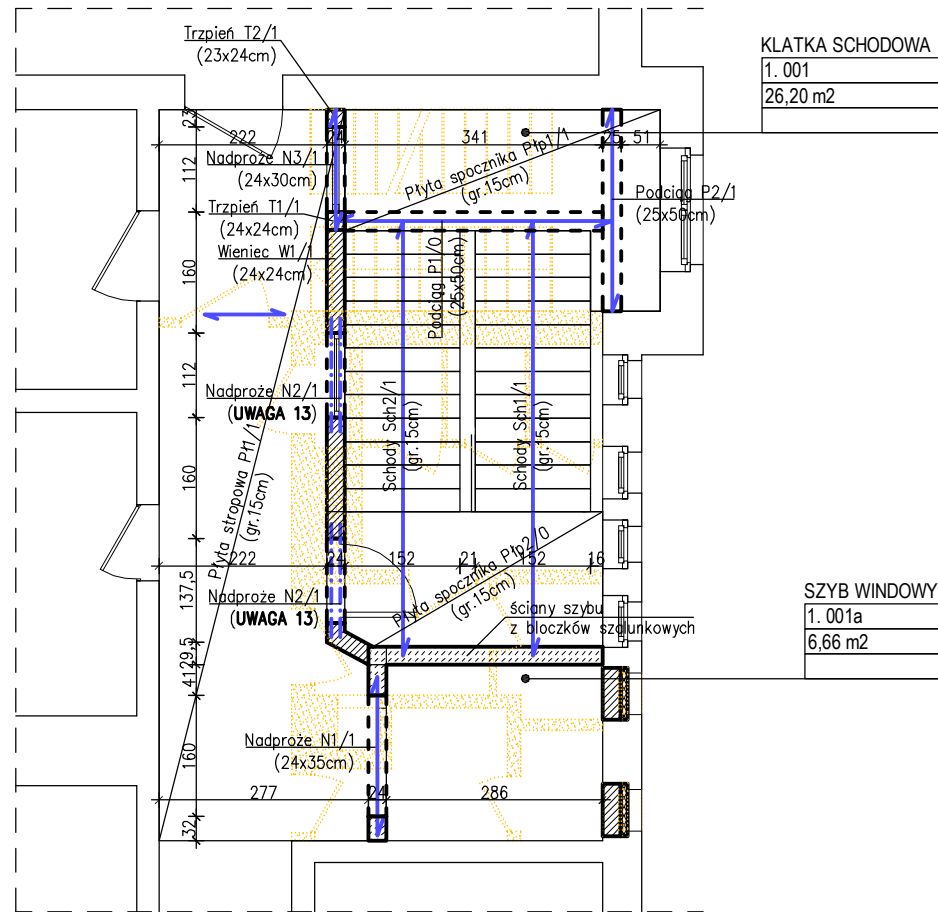 Trzpień T2/1
(23x24cm)
KLATKA SCHODOWA
1. 001
26,20 m2
23
222
24
341
25
51
112
Nadproże N3/1
(24x30cm)
Płyta spocznika Płp1/1
(gr.15cm)
Podciąg P2/1
(25x50cm)
Trzpień T1/1
(24x24cm)
Wieniec W1/1
(24x24cm)
160
Podciąg P1/0
(25x50cm)
112
Nadproże N2/1
(UWAGA 13)
Schody Sch2/1
(gr.15cm)
Schody Sch1/1
(gr.15cm)
Płyta stropowa Pł1/1
(gr.15cm)
160
222
24
152
21
152
16
137,5
Nadproże N2/1
(UWAGA 13)
Płyta spocznika Płp2/0
(gr.15cm)
ściany szybu
z bloczków szalunkowych
SZYB WINDOWY
1. 001a
6,66 m2
29,5
41
160
Nadproże N1/1
(24x35cm)
277
24
286
32